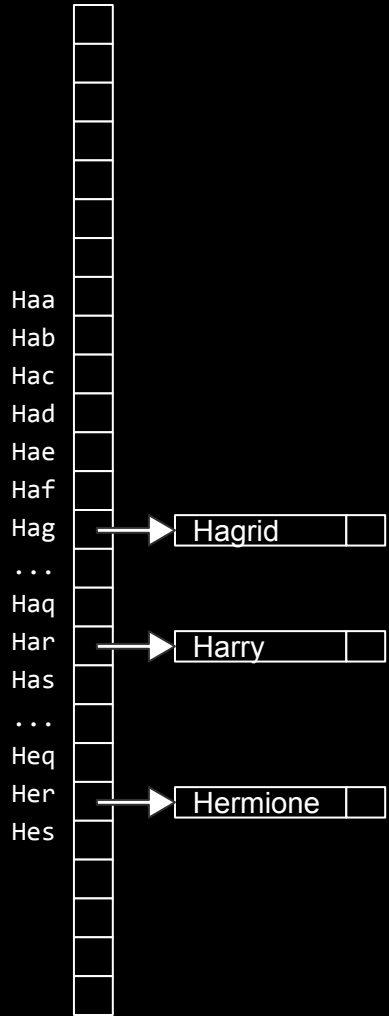 Haa
Hab
Hac
Had
Hae
Haf
Hag Hagrid
...
Haq
Har Harry
Has
...
Heq
Her Hermione
Hes